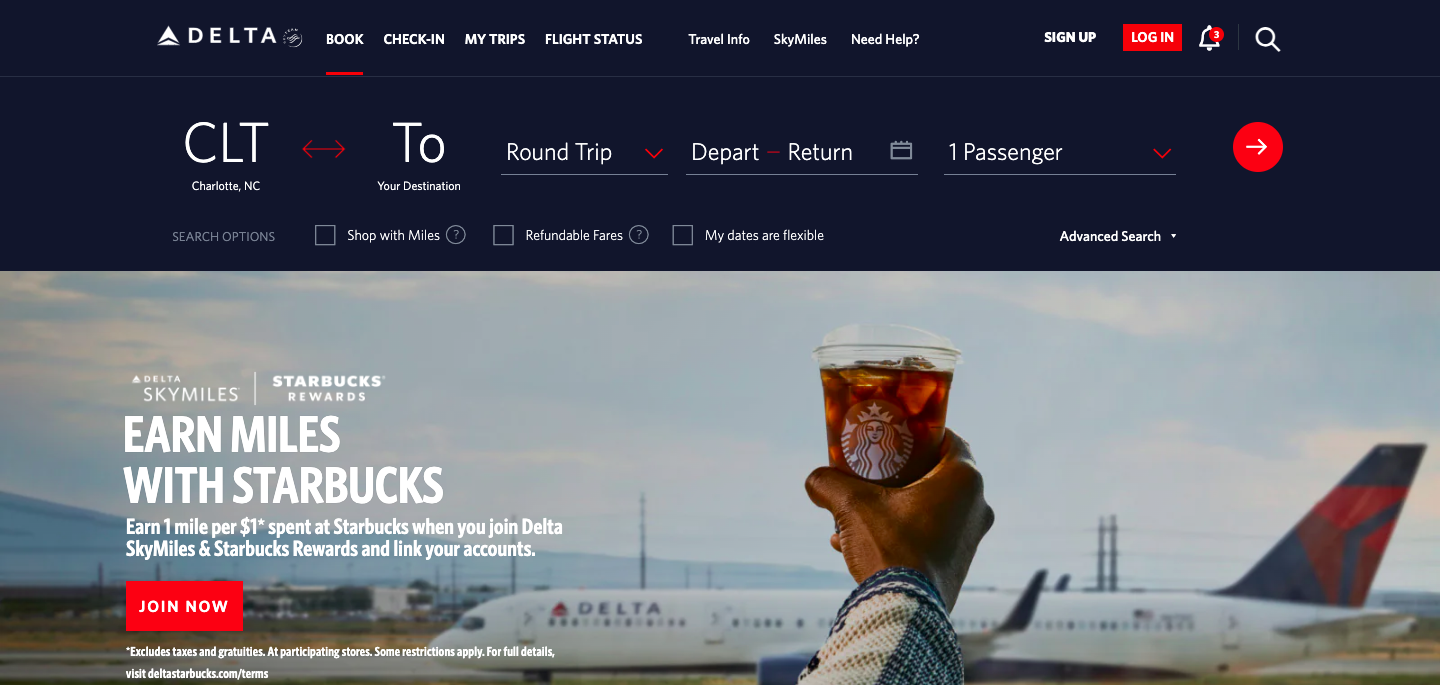 DELTA
BOOK CHECK-IN MY TRIPS FLIGHT STATUS Travel Info SkyMiles Need Help? SIGN UP LOG IN 3
CLT To
Round Trip Depart — Return 1 Passenger
Charlotte, NC Your Destination
SEARCH OPTIONS Shop with Miles ? Refundable Fares ? My dates are flexible Advanced Search
DELTA
SKYMILES
STARBUCKS®
REWARDS
EARN MILES
WITH STARBUCKS
Earn 1 mile per $1* spent at Starbucks when you join Delta
SkyMiles & Starbucks Rewards and link your accounts.
JOIN NOW
DELTA
*Excludes taxes and gratuities. At participating stores. Some restrictions apply. For full details,
visit deltastarbucks.com/terms